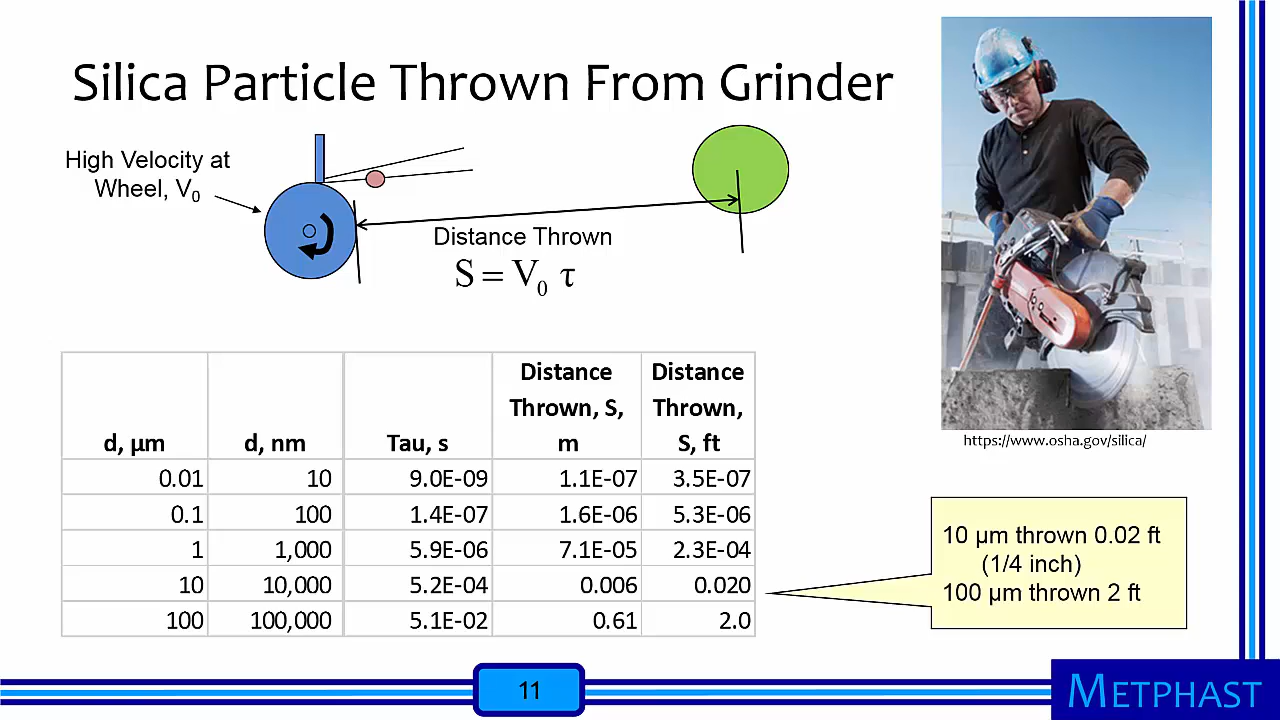 Silica Particle Thrown From Grinder
High Velocity at
Wheel, V₀
Distance Thrown
S = V₀ τ
https://www.osha.gov/silica/
d, µm | d, nm | Tau, s | Distance Thrown, S, m | Distance Thrown, S, ft
0.01 | 10 | 9.0E-09 | 1.1E-07 | 3.5E-07
0.1 | 100 | 1.4E-07 | 1.6E-06 | 5.3E-06
1 | 1,000 | 5.9E-06 | 7.1E-05 | 2.3E-04
10 | 10,000 | 5.2E-04 | 0.006 | 0.020
100 | 100,000 | 5.1E-02 | 0.61 | 2.0
10 µm thrown 0.02 ft
(1/4 inch)
100 µm thrown 2 ft
11
METPHAST